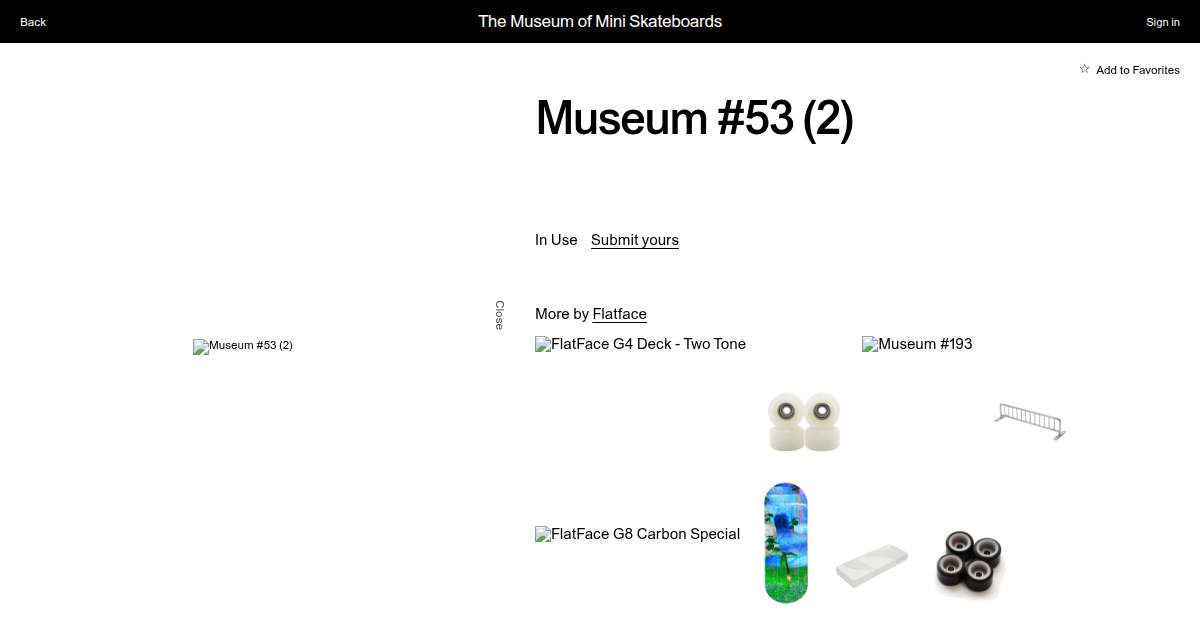 Back
The Museum of Mini Skateboards
Sign in
☆ Add to Favorites
Museum #53 (2)
In Use Submit yours
Close
More by Flatface
Museum #53 (2)
FlatFace G4 Deck - Two Tone
Museum #193
FlatFace G8 Carbon Special